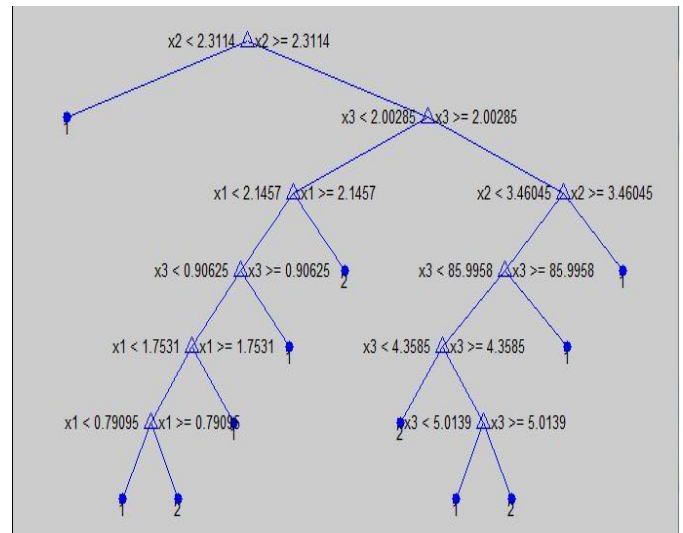 x2 < 2.3114 x2 >= 2.3114
1
x3 < 2.00285 x3 >= 2.00285
x1 < 2.1457 x1 >= 2.1457
x2 < 3.46045 x2 >= 3.46045
x3 < 0.90625 x3 >= 0.90625
2
x3 < 85.9958 x3 >= 85.9958
1
x1 < 1.7531 x1 >= 1.7531
1
x3 < 4.3585 x3 >= 4.3585
1
x1 < 0.79095 x1 >= 0.79095
1
2
x3 < 5.0139 x3 >= 5.0139
1
2
1
2